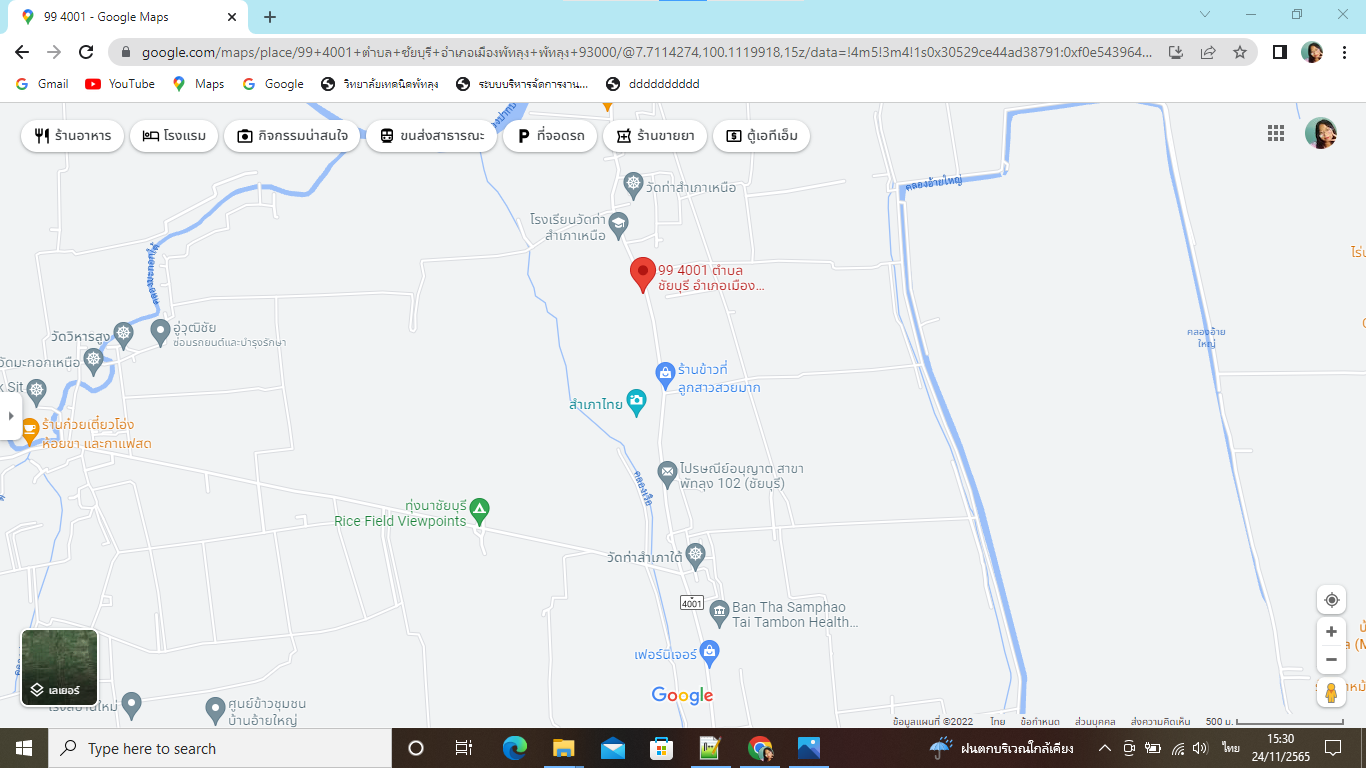 99 4001 - Google Maps
google.com/maps/place/99+4001+ตำบล+ชัยบุรี+อำเภอเมืองพัทลุง+พัทลุง+93000/@7.7114274,100.1119918,15z/data=!4m5!3m4!1s0x30529ce44ad38791:0xf0e543964...
Gmail
YouTube
Maps
Google
วิทยาลัยเทคนิคพัทลุง
ระบบบริหารจัดการงาน...
dddddddddd
ร้านอาหาร
โรงแรม
กิจกรรมน่าสนใจ
ขนส่งสาธารณะ
ที่จอดรถ
ร้านขายยา
ตู้เอทีเอ็ม
วัดท่าสำเภาเหนือ
คลองอ้ายใหญ่
โรงเรียนวัดท่า
สำเภาเหนือ
99 4001 ตำบล
ชัยบุรี อำเภอเมือง...
อู่วุฒิชัย
ซ่อมรถยนต์และบำรุงรักษา
วัดวิหารสูง
วัดมะกอกเหนือ
คลองอ้าย
ใหญ่
ร้านข้าวที่
ลูกสาวสวยมาก
k Sit
สำเภาไทย
ร้านก๋วยเตี๋ยวโอ่ง
ห้อยขา และกาแฟสด
ไปรษณีย์อนุญาต สาขา
พัทลุง 102 (ชัยบุรี)
คลองเรือ
ทุ่งนาชัยบุรี
Rice Field Viewpoints
วัดท่าสำเภาใต้
4001
Ban Tha Samphao
Tai Tambon Health...
เฟอร์นิเจอร์
เลเยอร์
Google
ศูนย์ข้าวชุมชน
บ้านอ้ายใหญ่
ข้อมูลแผนที่ ©2022
ไทย
ข้อกำหนด
ส่วนบุคคล
ส่งความคิดเห็น
500 ม.
Type here to search
ฝนตกบริเวณใกล้เคียง
ไทย
15:30
24/11/2565